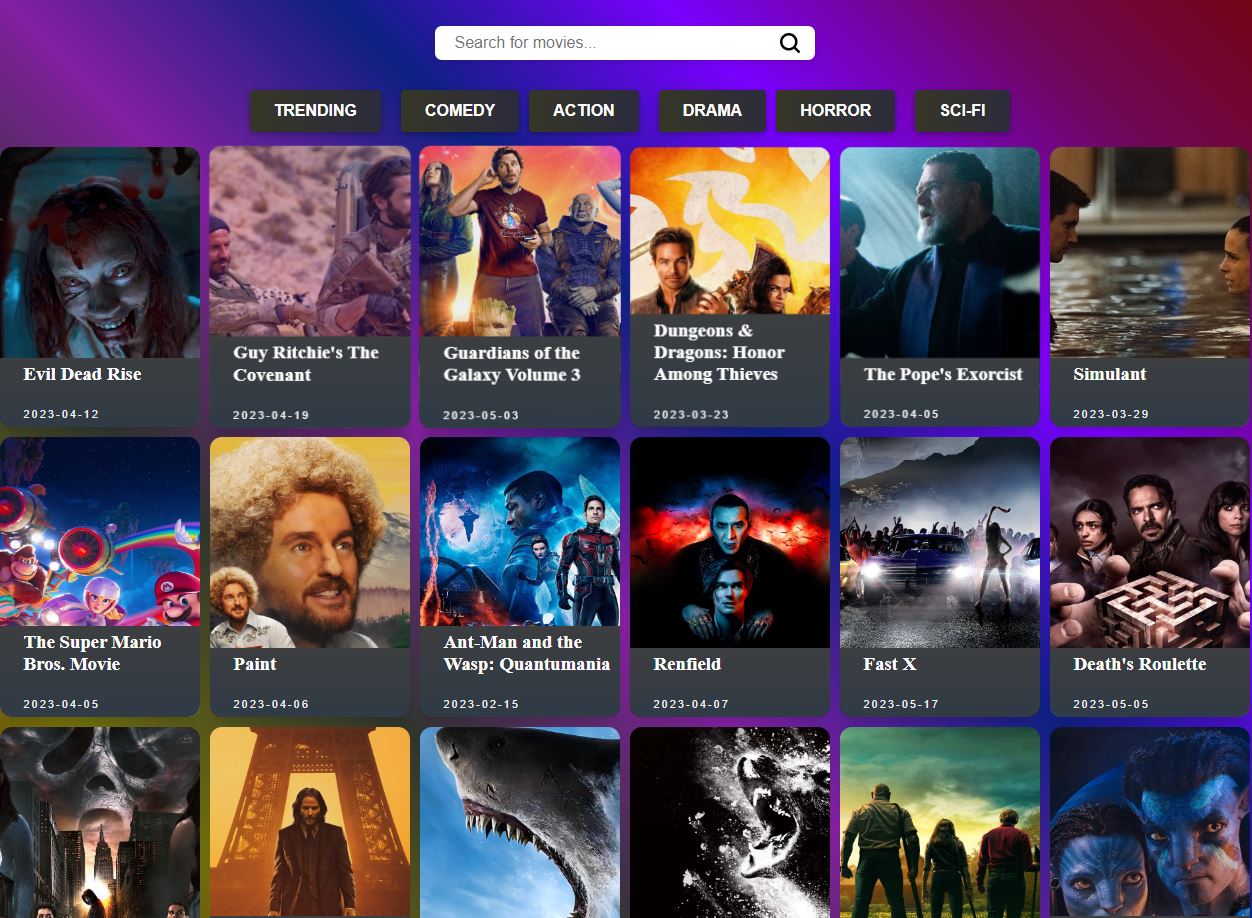 Search for movies...
TRENDING
COMEDY
ACTION
DRAMA
HORROR
SCI-FI
Evil Dead Rise
2023-04-12
Guy Ritchie's The
Covenant
2023-04-19
Guardians of the
Galaxy Volume 3
2023-05-03
Dungeons &
Dragons: Honor
Among Thieves
2023-03-23
The Pope's Exorcist
2023-04-05
Simulant
2023-03-29
The Super Mario
Bros. Movie
2023-04-05
Paint
2023-04-06
Ant-Man and the
Wasp: Quantumania
2023-02-15
Renfield
2023-04-07
Fast X
2023-05-17
Death's Roulette
2023-05-05